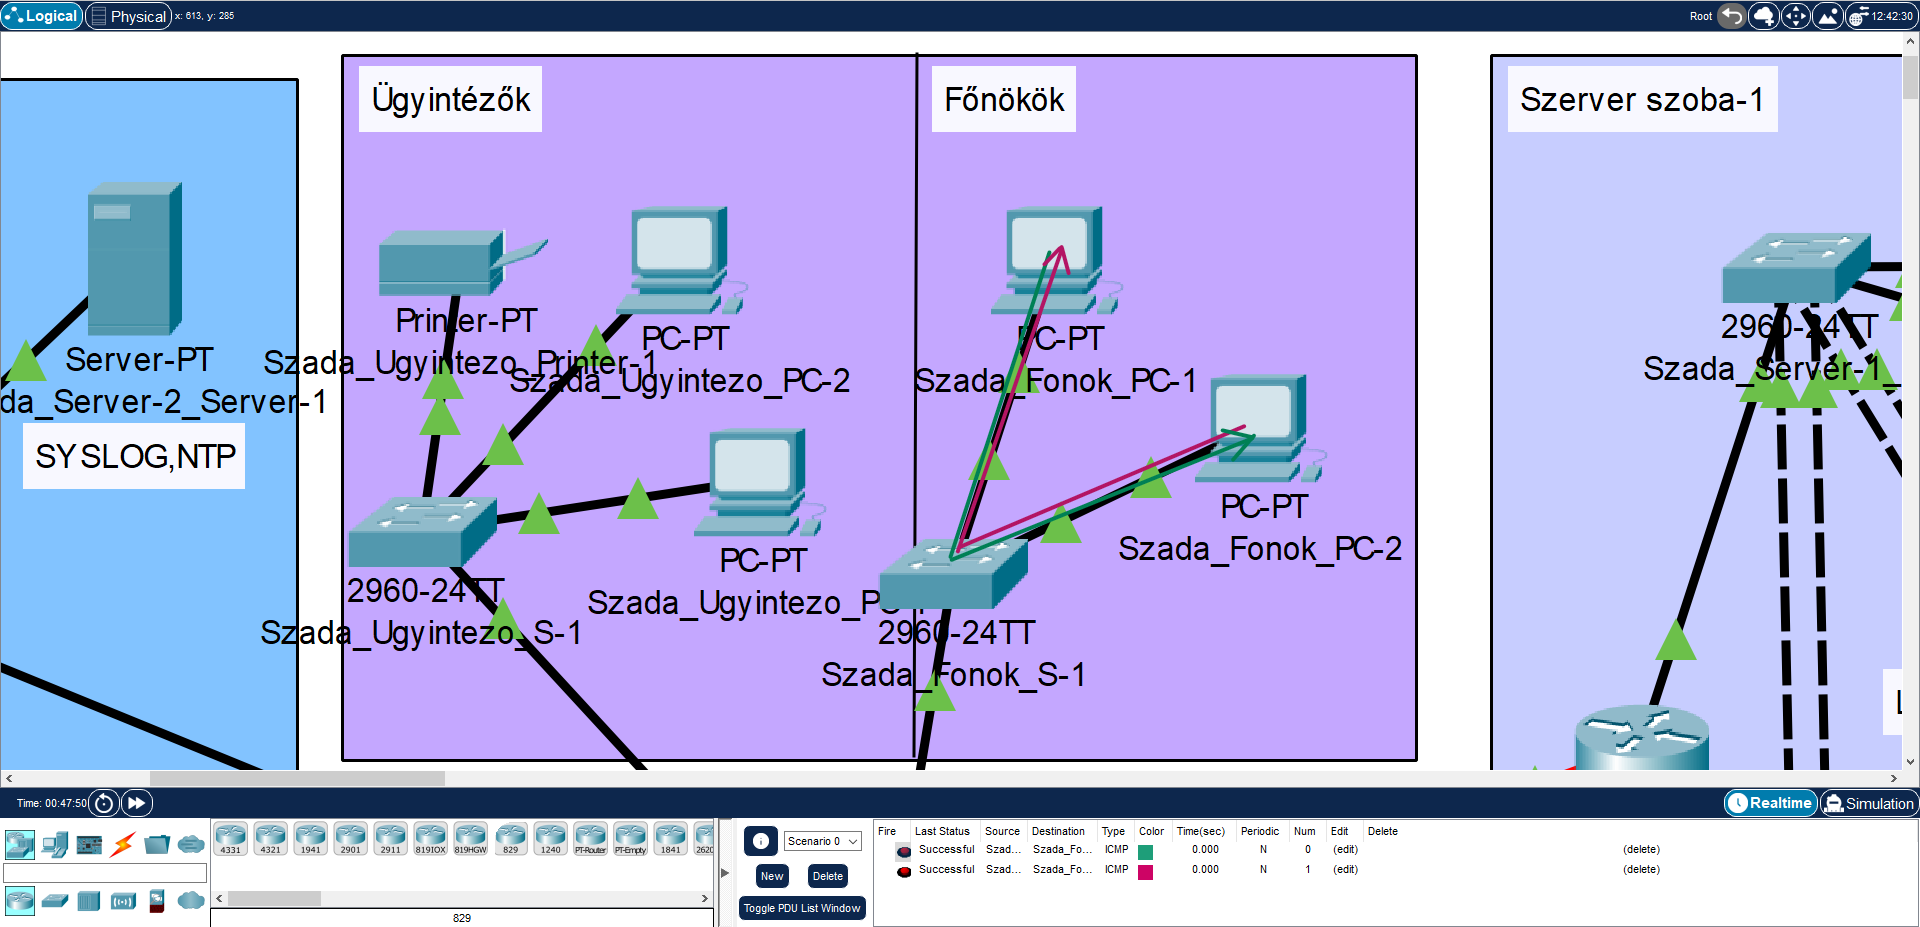 Logical
Physical
x: 613, y: 285
Root
12:42:30
Ügyintézők
Főnökök
Szerver szoba-1
Printer-PT
Szada_Ugyintezo_Printer-1
PC-PT
Szada_Ugyintezo_PC-2
PC-PT
Szada_Fonok_PC-1
2960-24TT
Szada_Server-1_
Server-PT
da_Server-2_Server-1
SYSLOG,NTP
PC-PT
Szada_Fonok_PC-2
PC-PT
Szada_Ugyintezo_PC-1
2960-24TT
Szada_Ugyintezo_S-1
2960-24TT
Szada_Fonok_S-1
Time: 00:47:50
Realtime
Simulation
4331
4321
1941
2901
2911
819IOX
819HGW
829
1240
PT-Router
PT-Empty
1841
2620
829
Scenario 0
New
Delete
Toggle PDU List Window
Fire Last Status Source Destination Type Color Time(sec) Periodic Num Edit Delete
Successful Szad... Szada_Fo... ICMP 0.000 N 0 (edit) (delete)
Successful Szad... Szada_Fo... ICMP 0.000 N 1 (edit) (delete)